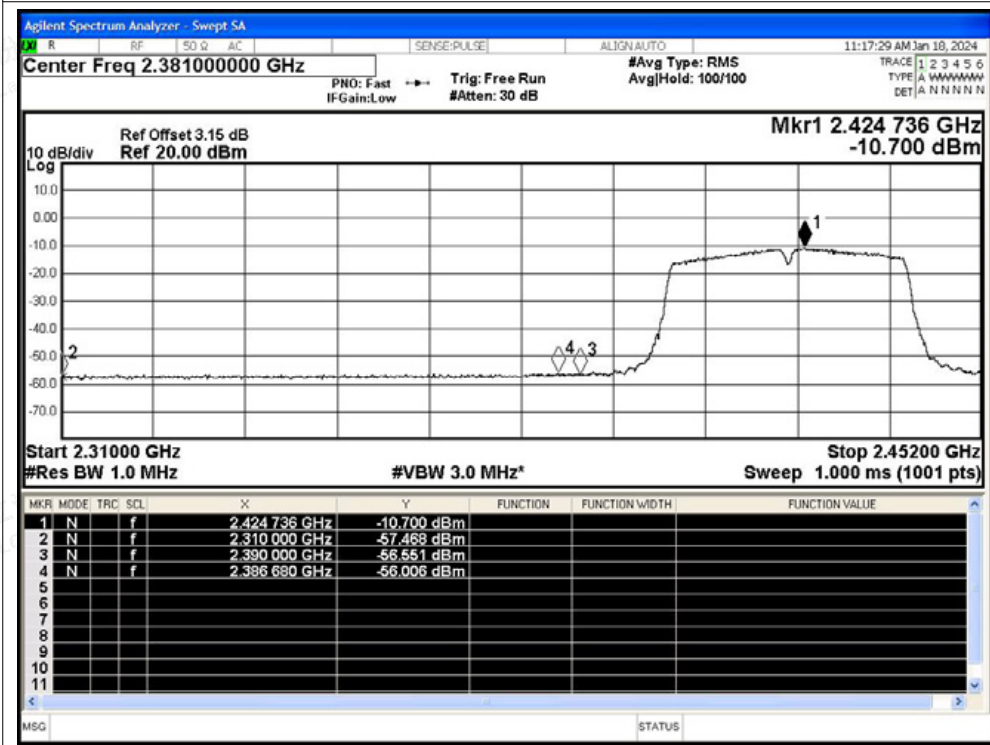 Agilent Spectrum Analyzer - Swept SA
LXI R RF 50 Ω AC SENSE:PULSE ALIGN AUTO 11:17:29 AM Jan 18, 2024
Center Freq 2.381000000 GHz
PNO: Fast
IFGain:Low
Trig: Free Run
#Atten: 30 dB
#Avg Type: RMS
Avg|Hold: 100/100
TRACE 1 2 3 4 5 6
TYPE A WWWWW
DET A N N N N N
Ref Offset 3.15 dB
Ref 20.00 dBm
10 dB/div
Log
Mkr1 2.424 736 GHz
-10.700 dBm
10.0
0.00
-10.0
-20.0
-30.0
-40.0
-50.0
-60.0
-70.0
1
2
4 3
Start 2.31000 GHz Stop 2.45200 GHz
#Res BW 1.0 MHz #VBW 3.0 MHz* Sweep 1.000 ms (1001 pts)
MKR MODE TRC SCL X Y FUNCTION FUNCTION WIDTH FUNCTION VALUE
1 N f 2.424 736 GHz -10.700 dBm
2 N f 2.310 000 GHz -57.468 dBm
3 N f 2.390 000 GHz -56.551 dBm
4 N f 2.386 680 GHz -56.006 dBm
5
6
7
8
9
10
11
MSG STATUS